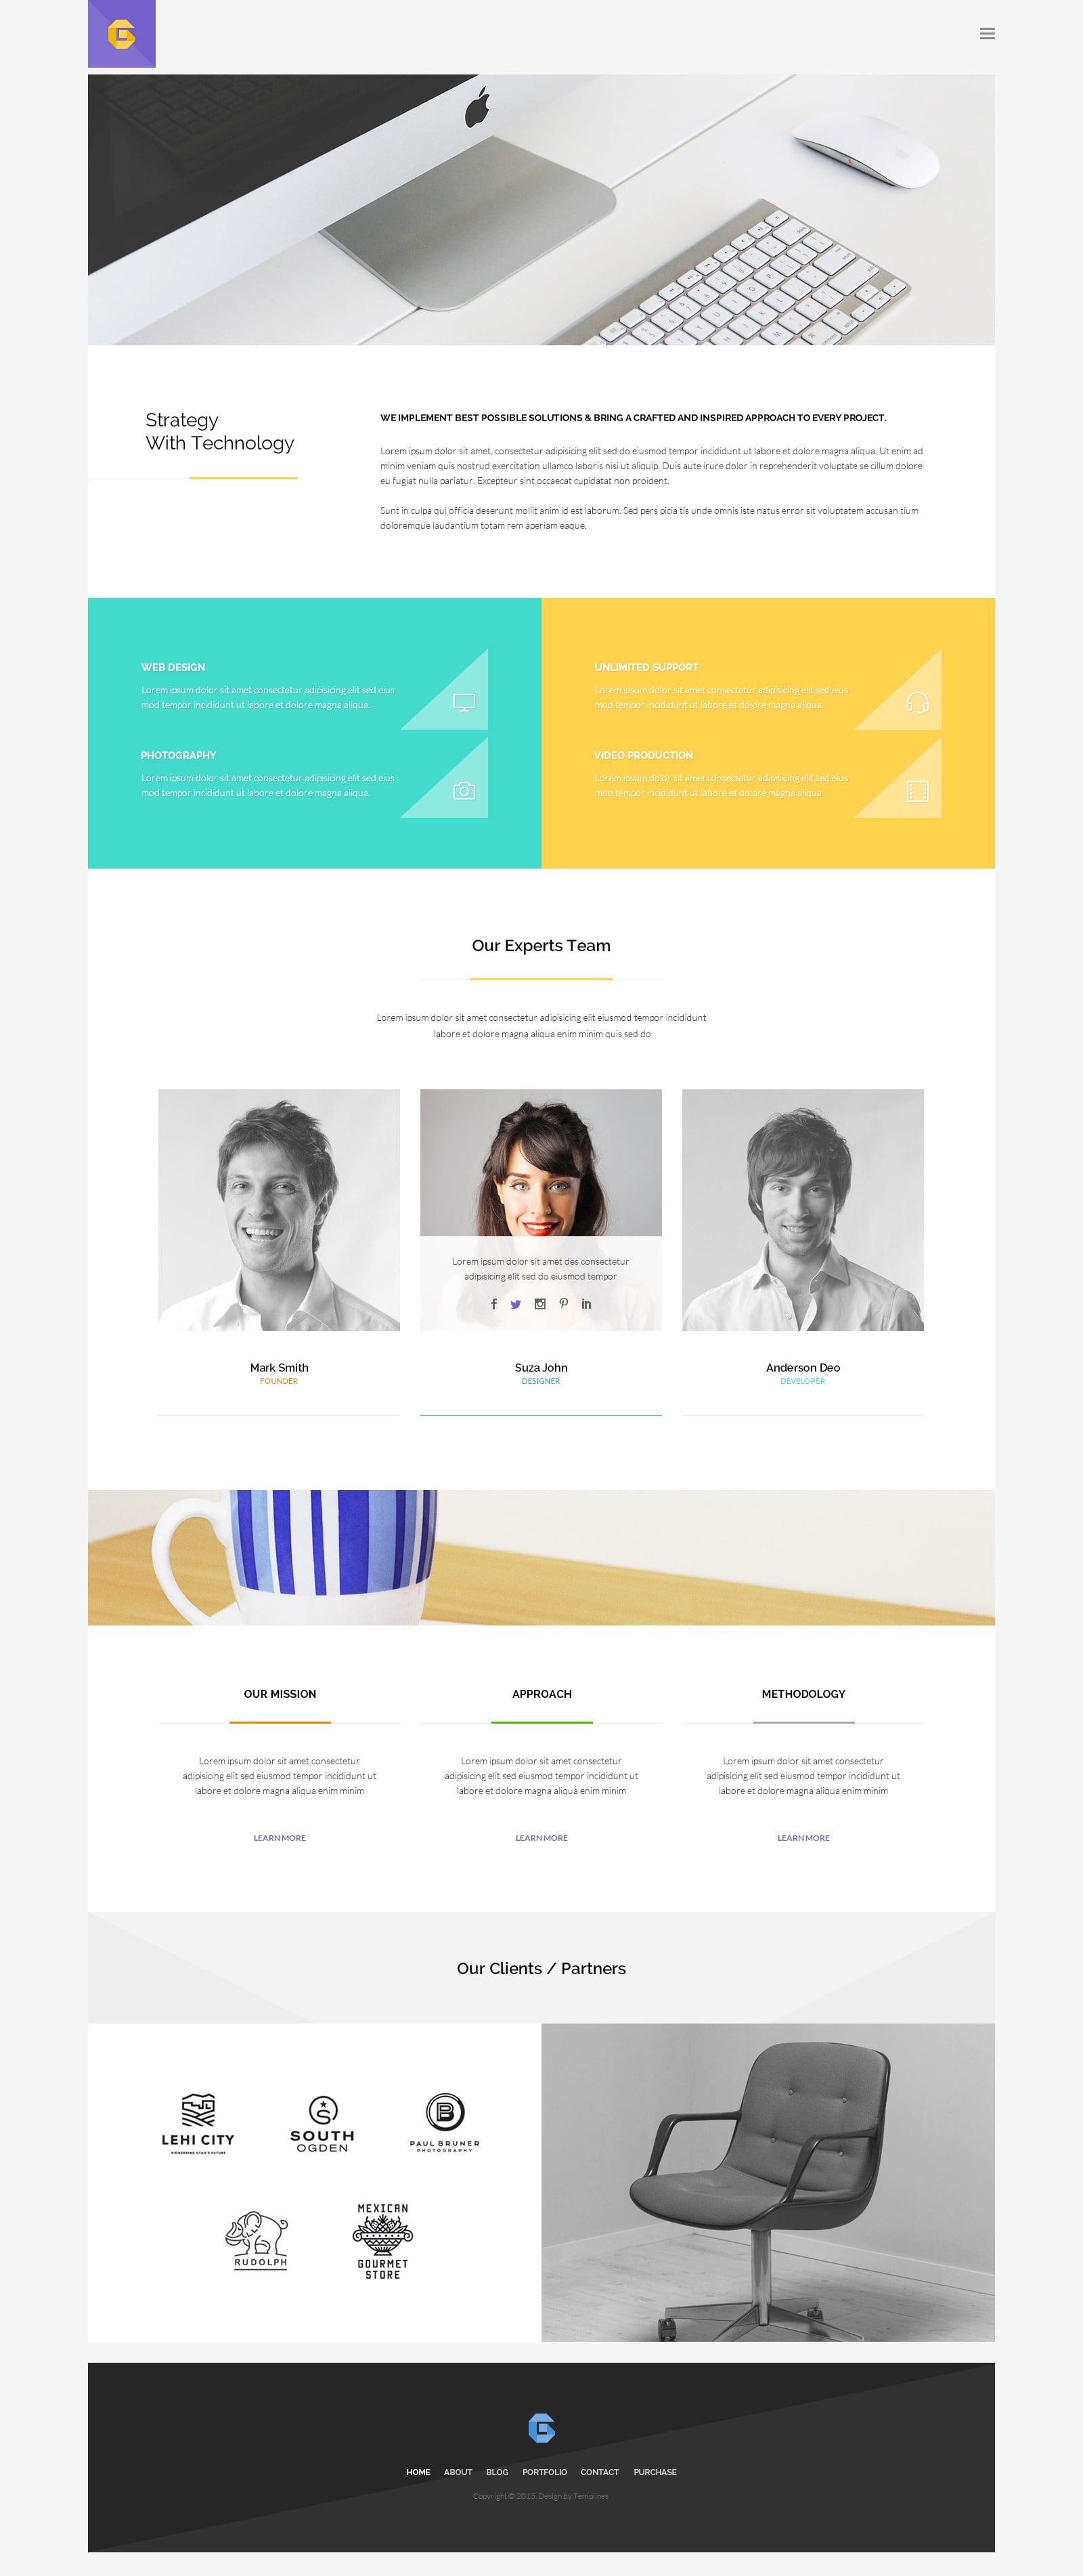 Strategy
With Technology
WE IMPLEMENT BEST POSSIBLE SOLUTIONS & BRING A CRAFTED AND INSPIRED APPROACH TO EVERY PROJECT.
Lorem ipsum dolor sit amet, consectetur adipisicing elit sed do eiusmod tempor incididunt ut labore et dolore magna aliqua. Ut enim ad
minim veniam quis nostrud exercitation ullamco laboris nisi ut aliquip. Duis aute irure dolor in reprehenderit voluptate se cillum dolore
eu fugiat nulla pariatur. Excepteur sint occaecat cupidatat non proident.
Sunt in culpa qui officia deserunt mollit anim id est laborum. Sed pers picia tis unde omnis iste natus error sit voluptatem accusan tium
doloremque laudantium totam rem aperiam eaque.
WEB DESIGN
Lorem ipsum dolor sit amet consectetur adipisicing elit sed eius
mod tempor incididunt ut labore et dolore magna aliqua.
PHOTOGRAPHY
Lorem ipsum dolor sit amet consectetur adipisicing elit sed eius
mod tempor incididunt ut labore et dolore magna aliqua.
UNLIMITED SUPPORT
Lorem ipsum dolor sit amet consectetur adipisicing elit sed eius
mod tempor incididunt ut labore et dolore magna aliqua.
VIDEO PRODUCTION
Lorem ipsum dolor sit amet consectetur adipisicing elit sed eius
mod tempor incididunt ut labore et dolore magna aliqua.
Our Experts Team
Lorem ipsum dolor sit amet consectetur adipisicing elit eiusmod tempor incididunt
labore et dolore magna aliqua enim minim quis sed do
Lorem ipsum dolor sit amet des consectetur
adipisicing elit sed do eiusmod tempor
Mark Smith
FOUNDER
Suza John
DESIGNER
Anderson Deo
DEVELOPER
OUR MISSION
Lorem ipsum dolor sit amet consectetur
adipisicing elit sed eiusmod tempor incididunt ut
labore et dolore magna aliqua enim minim
LEARN MORE
APPROACH
Lorem ipsum dolor sit amet consectetur
adipisicing elit sed eiusmod tempor incididunt ut
labore et dolore magna aliqua enim minim
LEARN MORE
METHODOLOGY
Lorem ipsum dolor sit amet consectetur
adipisicing elit sed eiusmod tempor incididunt ut
labore et dolore magna aliqua enim minim
LEARN MORE
Our Clients / Partners
LEHI CITY
PIONEERING UTAH'S FUTURE
SOUTH
OGDEN
PAUL BRUNER
PHOTOGRAPHY
RUDOLPH
MEXICAN
GOURMET
STORE
HOME ABOUT BLOG PORTFOLIO CONTACT PURCHASE
Copyright © 2015. Design by Templines